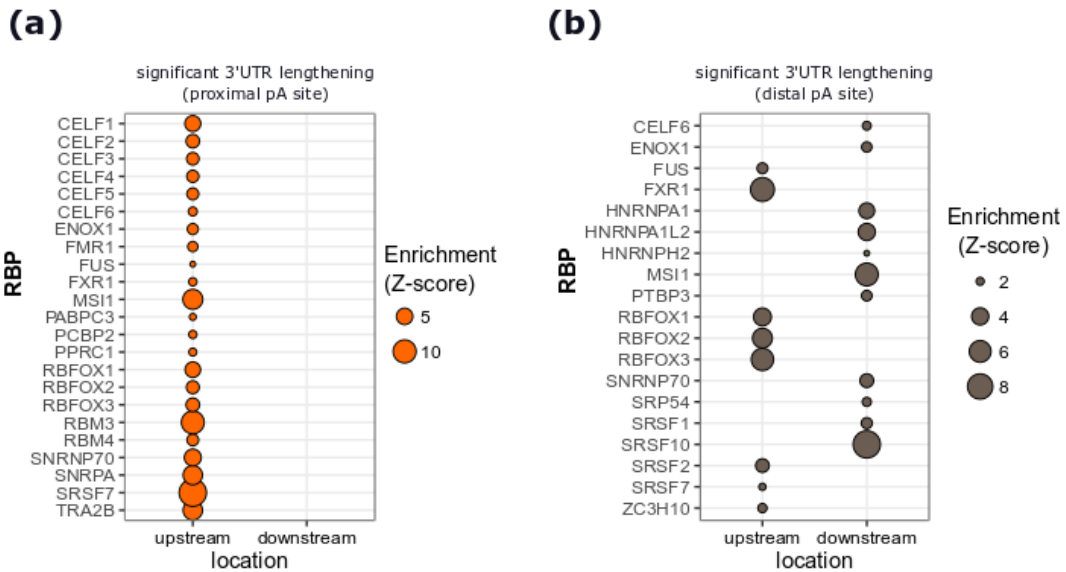 (a)
significant 3'UTR lengthening
(proximal pA site)
RBP
CELF1
CELF2
CELF3
CELF4
CELF5
CELF6
ENOX1
FMR1
FUS
FXR1
MSI1
PABPC3
PCBP2
PPRC1
RBFOX1
RBFOX2
RBFOX3
RBM3
RBM4
SNRNP70
SNRPA
SRSF7
TRA2B
upstream downstream
location
Enrichment
(Z-score)
5
10
(b)
significant 3'UTR lengthening
(distal pA site)
RBP
CELF6
ENOX1
FUS
FXR1
HNRNPA1
HNRNPA1L2
HNRNPH2
MSI1
PTBP3
RBFOX1
RBFOX2
RBFOX3
SNRNP70
SRP54
SRSF1
SRSF10
SRSF2
SRSF7
ZC3H10
upstream downstream
location
Enrichment
(Z-score)
2
4
6
8